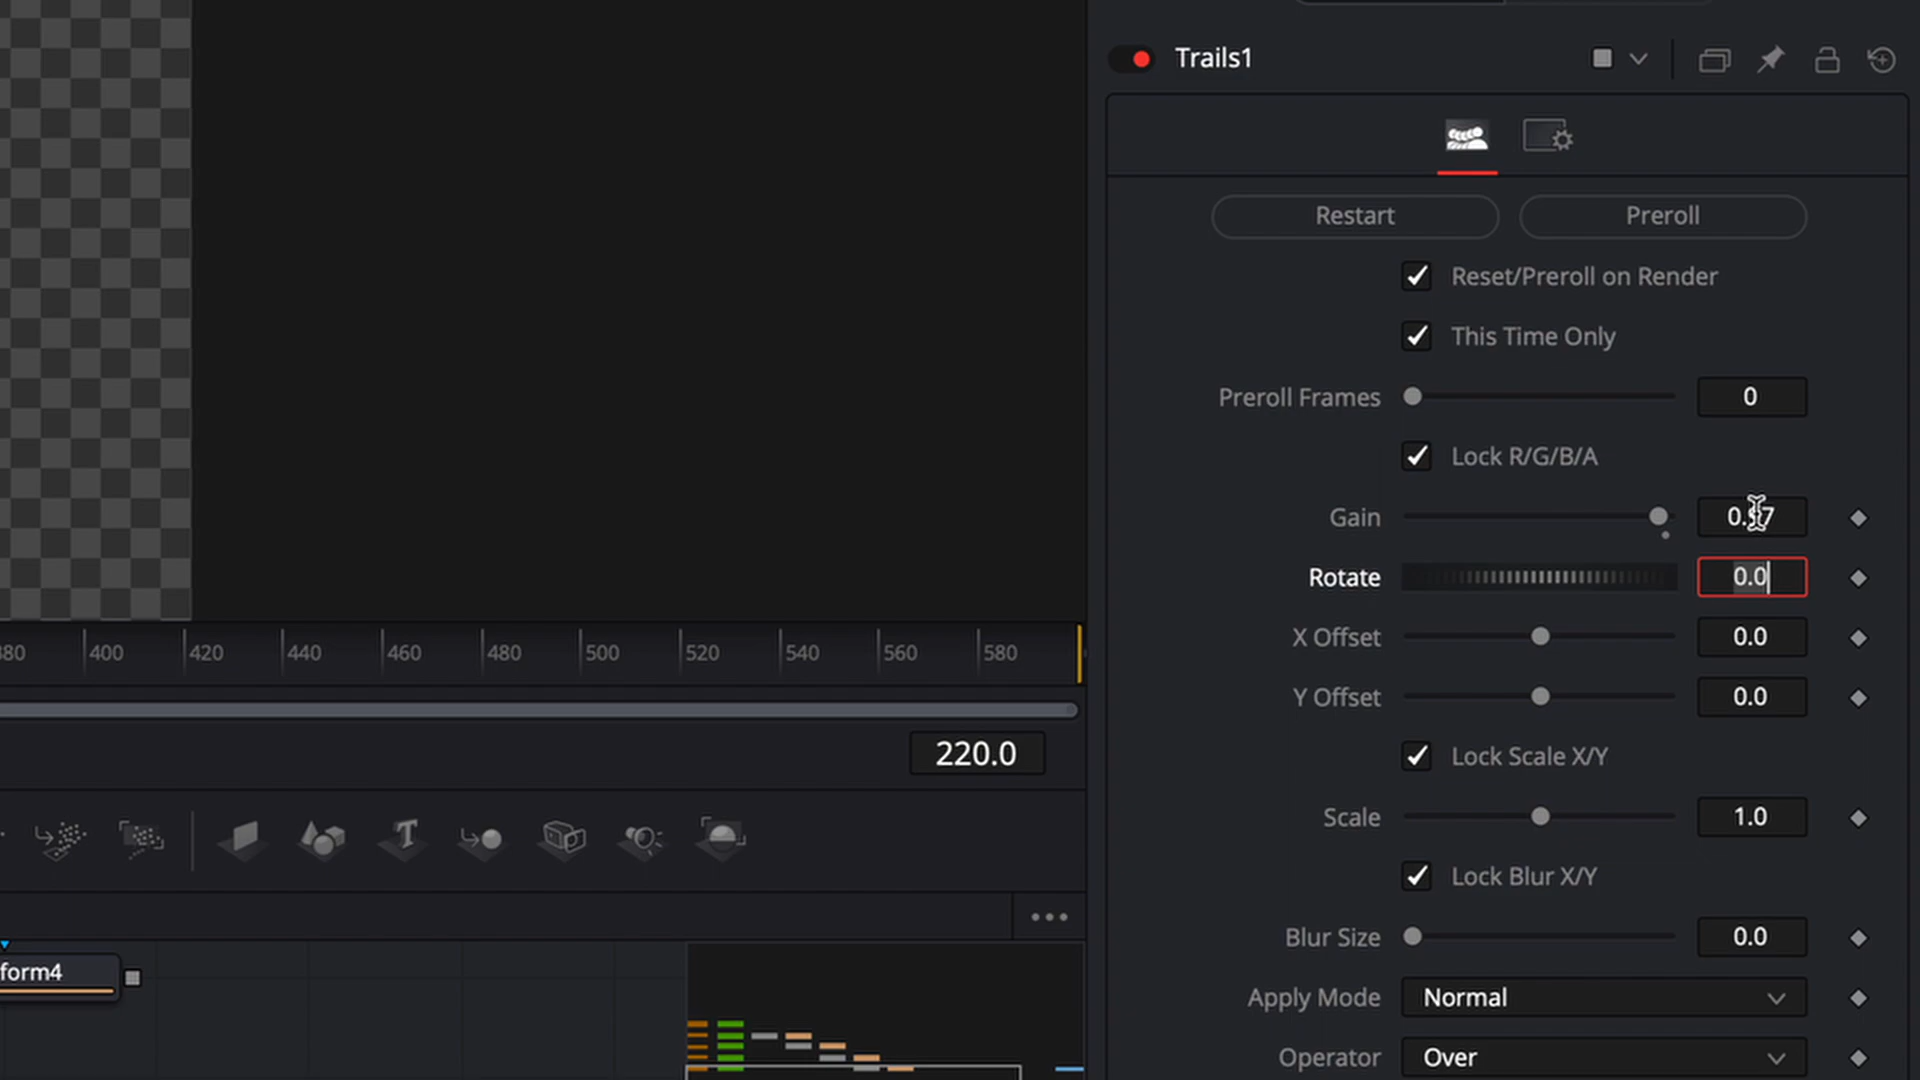 Trails1
Restart Preroll
Reset/Preroll on Render
This Time Only
Preroll Frames 0
Lock R/G/B/A
Gain
Rotate 0.0
X Offset 0.0
Y Offset 0.0
Lock Scale X/Y
Scale 1.0
Lock Blur X/Y
Blur Size 0.0
Apply Mode Normal
Operator Over
400 420 440 460 480 500 520 540 560 580
220.0
T
form4